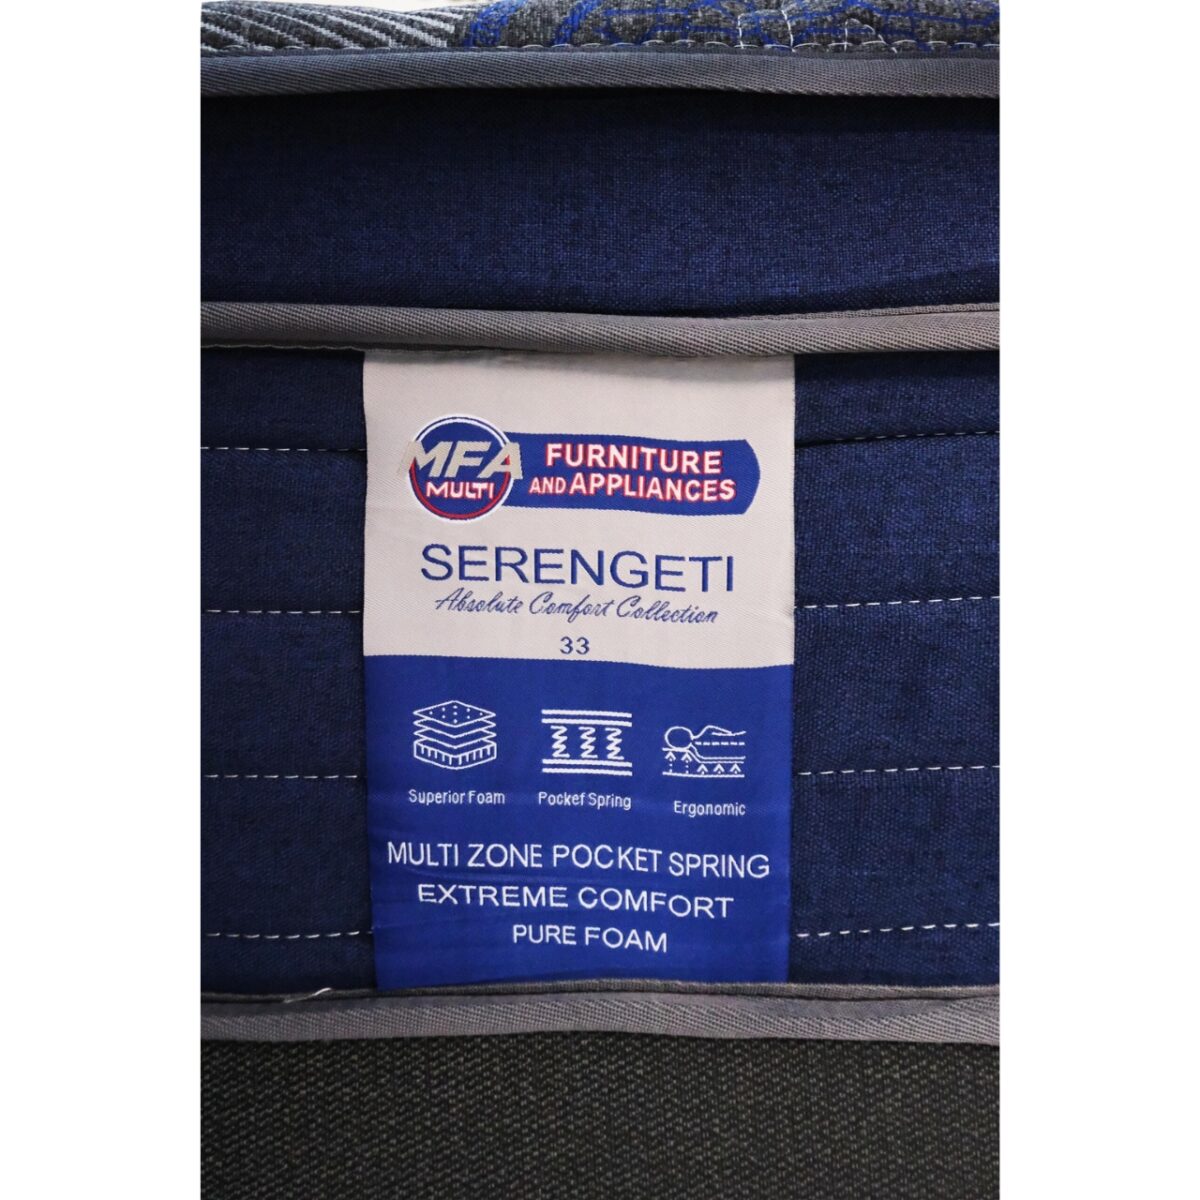 MFA
MULTI
FURNITURE
AND APPLIANCES
SERENGETI
Absolute Comfort Collection
33
Superior Foam
Pocket Spring
Ergonomic
MULTI ZONE POCKET SPRING
EXTREME COMFORT
PURE FOAM